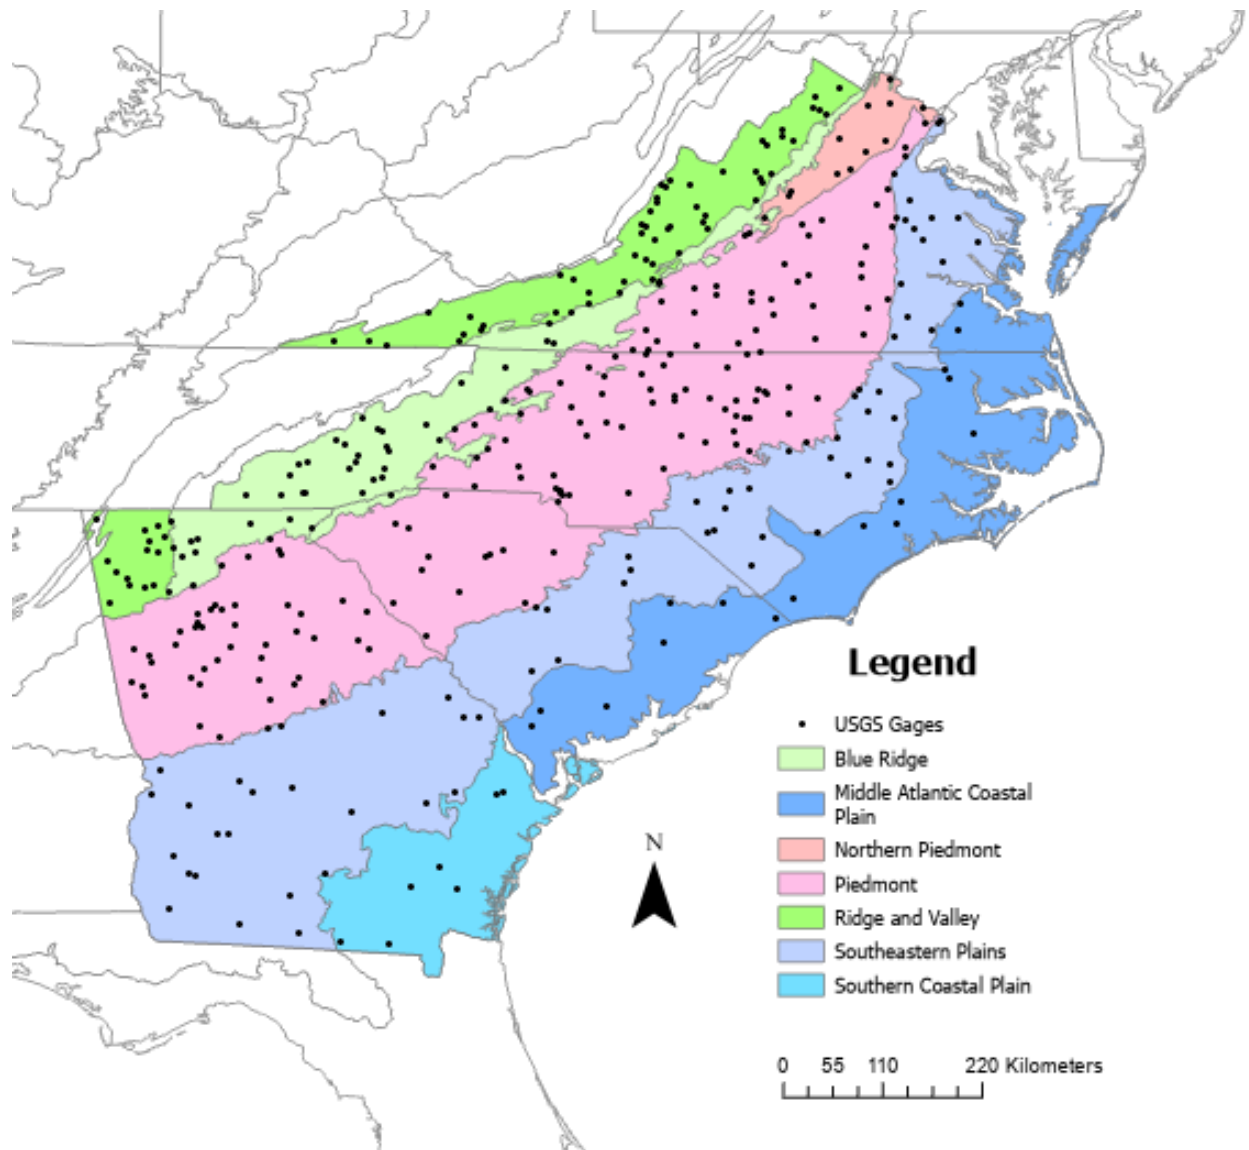 N
Legend
USGS Gages
Blue Ridge
Middle Atlantic Coastal
Plain
Northern Piedmont
Piedmont
Ridge and Valley
Southeastern Plains
Southern Coastal Plain
0 55 110 220 Kilometers